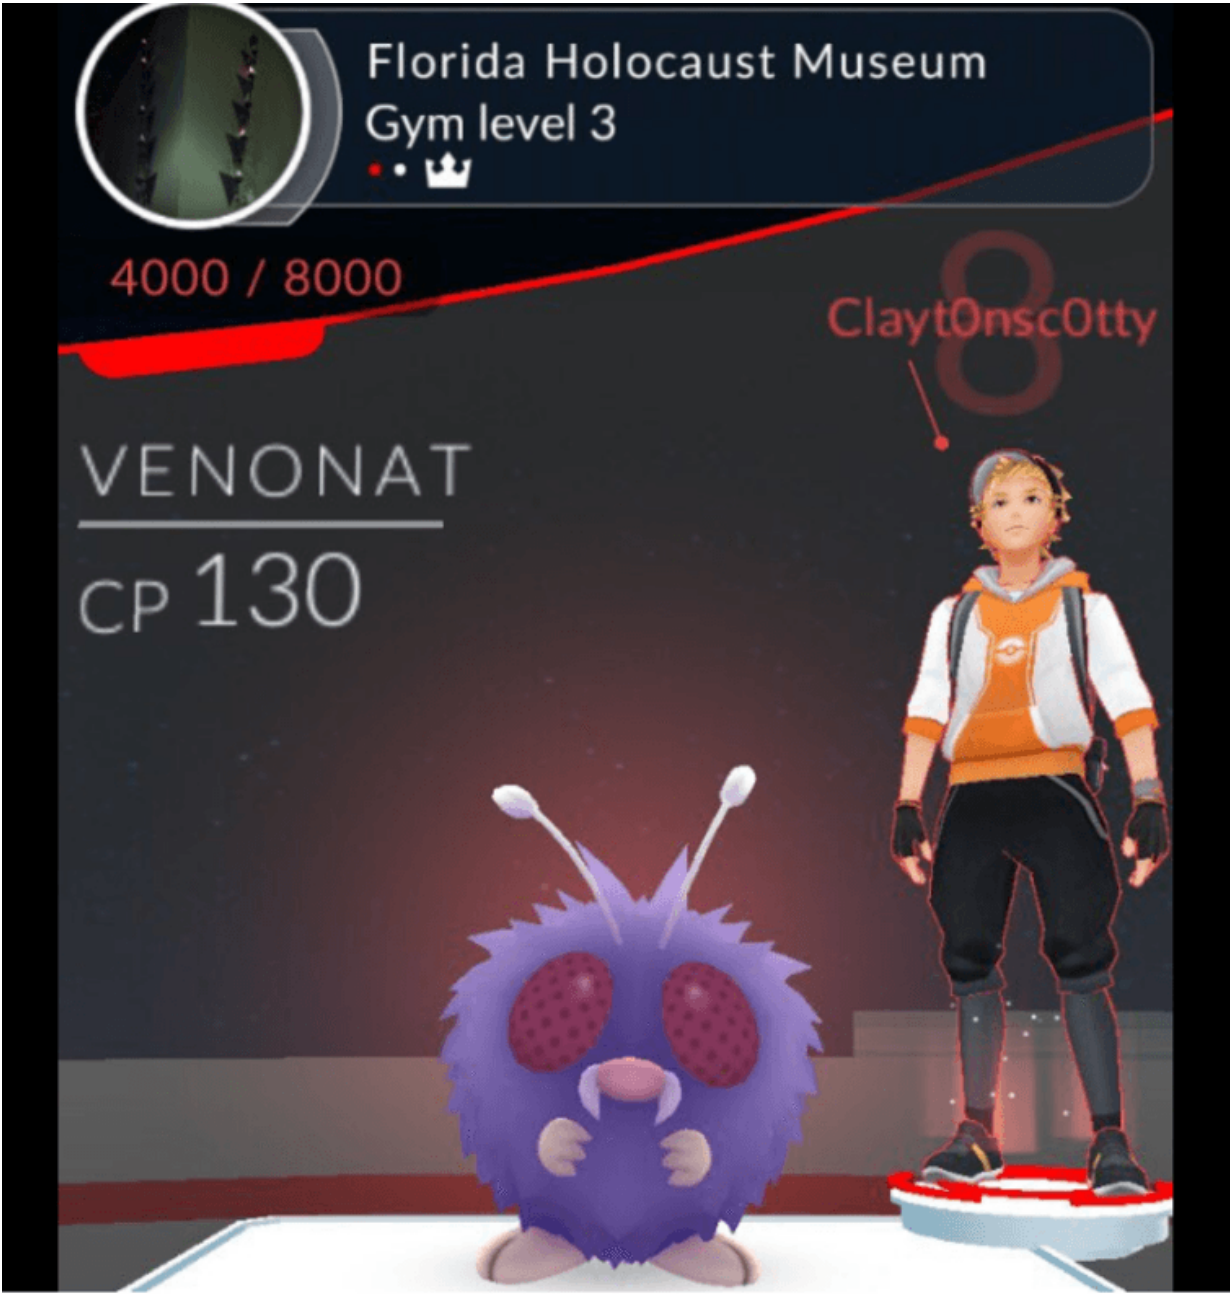 Florida Holocaust Museum
Gym level 3
4000 / 8000
8
Clayt0nsc0tty
VENONAT
CP 130